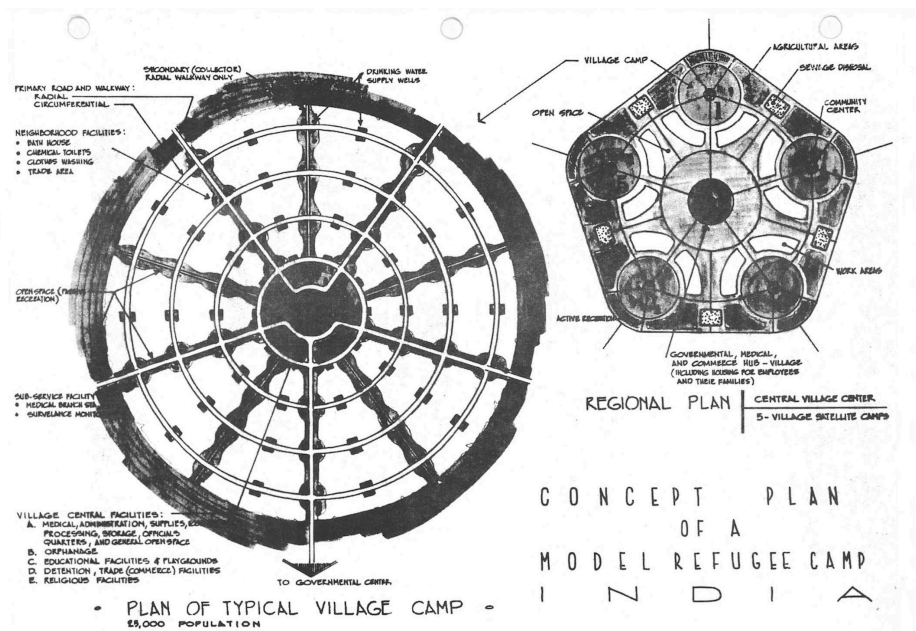 SECONDARY (COLLECTOR)
RADIAL WALKWAY ONLY
DRINKING WATER
SUPPLY WELLS
PRIMARY ROAD AND WALKWAY:
RADIAL
CIRCUMFERENTIAL
NEIGHBORHOOD FACILITIES:
• BATH HOUSE
• CHEMICAL TOILETS
• CLOTHES WASHING
• TRADE AREA
OPEN SPACE (PASSIVE
RECREATION)
SUB-SERVICE FACILITY
• MEDICAL BRANCH
• SURVELANCE
VILLAGE CENTRAL FACILITIES:
A. MEDICAL, ADMINISTRATION, SUPPLIES,
PROCESSING, STORAGE, OFFICIALS
QUARTERS, AND GENERAL OPEN SPACE
B. ORPHANAGE
C. EDUCATIONAL FACILITIES & PLAYGROUNDS
D. DETENTION, TRADE (COMMERCE) FACILITIES
E. RELIGIOUS FACILITIES
TO GOVERNMENTAL CENTER
• PLAN OF TYPICAL VILLAGE CAMP •
25,000 POPULATION
VILLAGE CAMP
AGRICULTURAL AREAS
SEWAGE DISPOSAL
OPEN SPACE
COMMUNITY
CENTER
1
WORK AREAS
ACTIVE RECREATION
GOVERNMENTAL, MEDICAL,
AND COMMERCE HUB - VILLAGE
(INCLUDING HOUSING FOR EMPLOYEES
AND THEIR FAMILIES)
REGIONAL PLAN
CENTRAL VILLAGE CENTER
5-VILLAGE SATELLITE CAMPS
CONCEPT PLAN
OF A
MODEL REFUGEE CAMP
INDIA